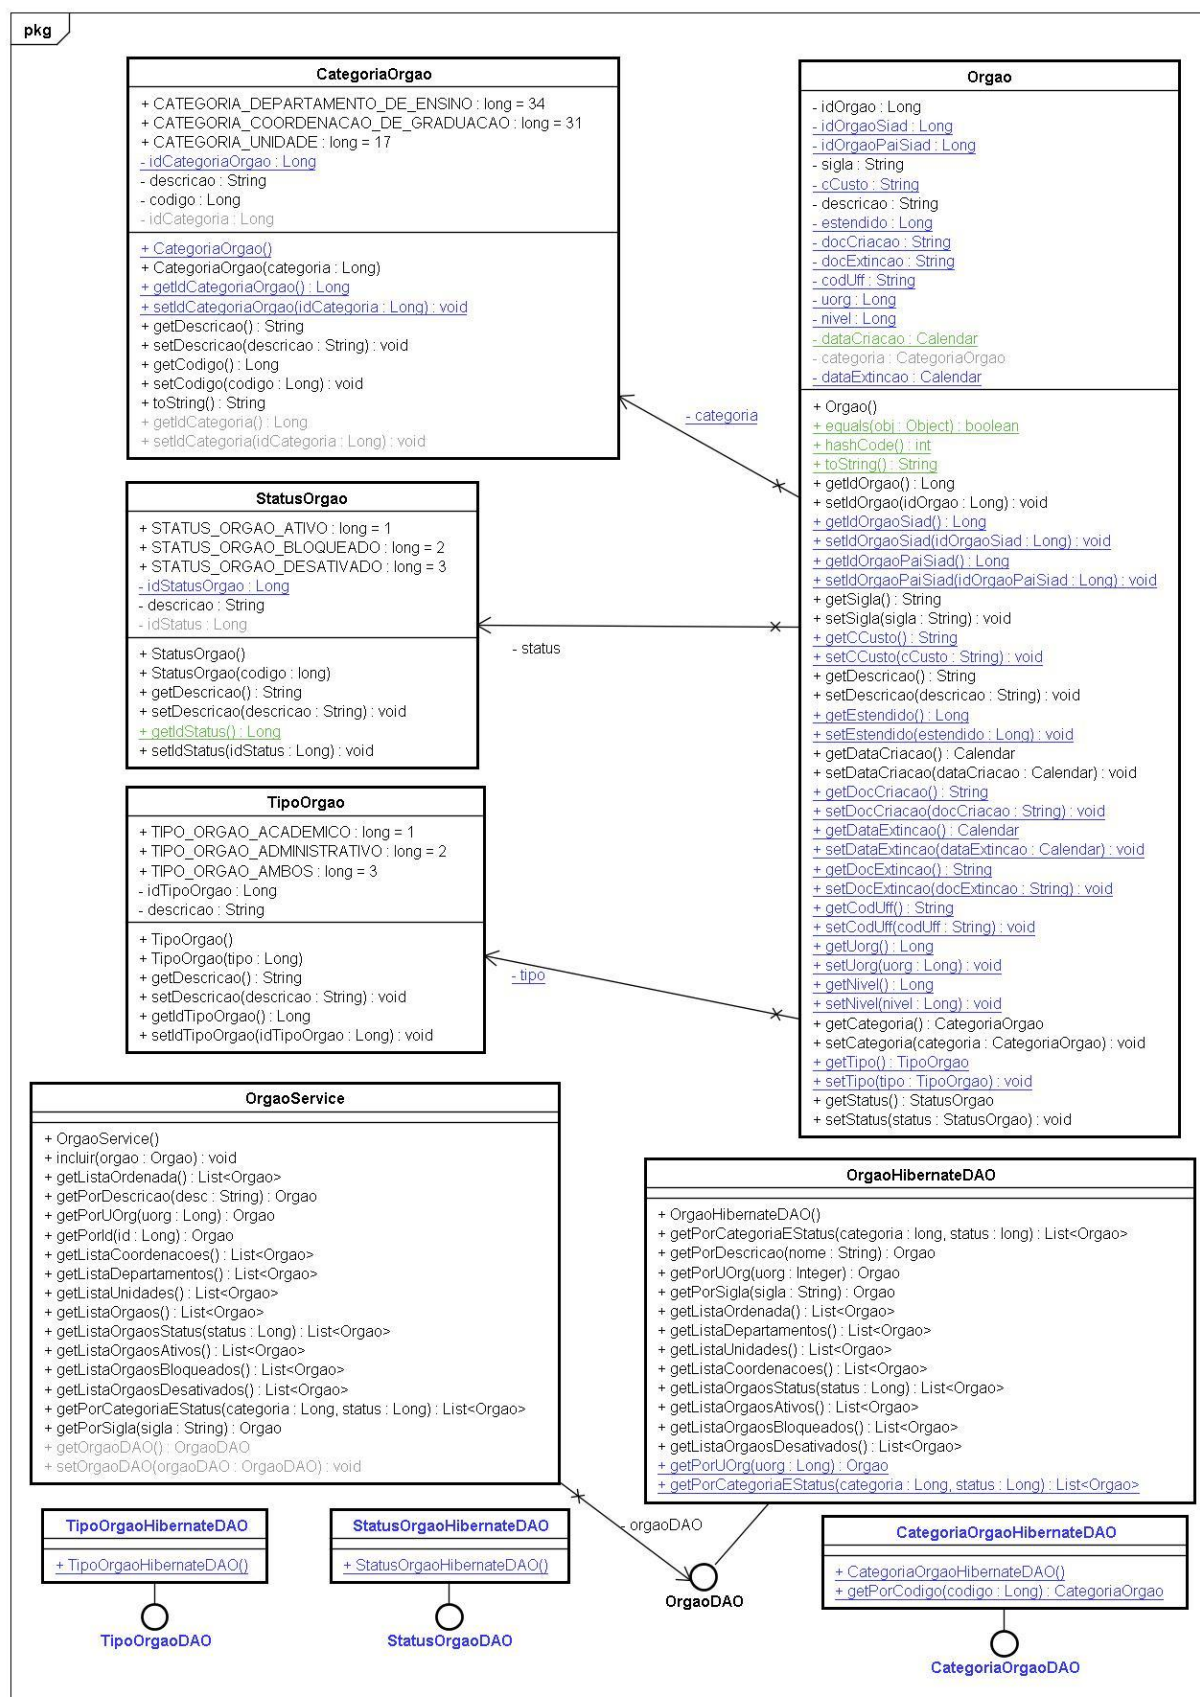 pkg
CategoriaOrgao
+ CATEGORIA_DEPARTAMENTO_DE_ENSINO : long = 34
+ CATEGORIA_COORDENACAO_DE_GRADUACAO : long = 31
+ CATEGORIA_UNIDADE : long = 17
- idCategoriaOrgao : Long
- descricao : String
- codigo : Long
- idCategoria : Long
+ CategoriaOrgao()
+ CategoriaOrgao(categoria : Long)
+ getIdCategoriaOrgao() : Long
+ setIdCategoriaOrgao(idCategoria : Long) : void
+ getDescricao() : String
+ setDescricao(descricao : String) : void
+ getCodigo() : Long
+ setCodigo(codigo : Long) : void
+ toString() : String
+ getIdCategoria() : Long
+ setIdCategoria(idCategoria : Long) : void
Orgao
- idOrgao : Long
- idOrgaoSiad : Long
- idOrgaoPaiSiad : Long
- sigla : String
- cCusto : String
- descricao : String
- estendido : Long
- docCriacao : String
- docExtincao : String
- codUff : String
- uorg : Long
- nivel : Long
- dataCriacao : Calendar
- categoria : CategoriaOrgao
- dataExtincao : Calendar
+ Orgao()
+ equals(obj : Object) : boolean
+ hashCode() : int
+ toString() : String
+ getIdOrgao() : Long
+ setIdOrgao(idOrgao : Long) : void
+ getIdOrgaoSiad() : Long
+ setIdOrgaoSiad(idOrgaoSiad : Long) : void
+ getIdOrgaoPaiSiad() : Long
+ setIdOrgaoPaiSiad(idOrgaoPaiSiad : Long) : void
+ getSigla() : String
+ setSigla(sigla : String) : void
+ getCCusto() : String
+ setCCusto(cCusto : String) : void
+ getDescricao() : String
+ setDescricao(descricao : String) : void
+ getEstendido() : Long
+ setEstendido(estendido : Long) : void
+ getDataCriacao() : Calendar
+ setDataCriacao(dataCriacao : Calendar) : void
+ getDocCriacao() : String
+ setDocCriacao(docCriacao : String) : void
+ getDataExtincao() : Calendar
+ setDataExtincao(dataExtincao : Calendar) : void
+ getDocExtincao() : String
+ setDocExtincao(docExtincao : String) : void
+ getCodUff() : String
+ setCodUff(codUff : String) : void
+ getUorg() : Long
+ setUorg(uorg : Long) : void
+ getNivel() : Long
+ setNivel(nivel : Long) : void
+ getCategoria() : CategoriaOrgao
+ setCategoria(categoria : CategoriaOrgao) : void
+ getTipo() : TipoOrgao
+ setTipo(tipo : TipoOrgao) : void
+ getStatus() : StatusOrgao
+ setStatus(status : StatusOrgao) : void
- categoria
StatusOrgao
+ STATUS_ORGAO_ATIVO : long = 1
+ STATUS_ORGAO_BLOQUEADO : long = 2
+ STATUS_ORGAO_DESATIVADO : long = 3
- idStatusOrgao : Long
- descricao : String
- idStatus : Long
+ StatusOrgao()
+ StatusOrgao(codigo : long)
+ getDescricao() : String
+ setDescricao(descricao : String) : void
+ getIdStatus() : Long
+ setIdStatus(idStatus : Long) : void
- status
TipoOrgao
+ TIPO_ORGAO_ACADEMICO : long = 1
+ TIPO_ORGAO_ADMINISTRATIVO : long = 2
+ TIPO_ORGAO_AMBOS : long = 3
- idTipoOrgao : Long
- descricao : String
+ TipoOrgao()
+ TipoOrgao(tipo : Long)
+ getDescricao() : String
+ setDescricao(descricao : String) : void
+ getIdTipoOrgao() : Long
+ setIdTipoOrgao(idTipoOrgao : Long) : void
- tipo
OrgaoService
+ OrgaoService()
+ incluir(orgao : Orgao) : void
+ getListaOrdenada() : List<Orgao>
+ getPorDescricao(desc : String) : Orgao
+ getPorUOrg(uorg : Long) : Orgao
+ getPorId(id : Long) : Orgao
+ getListaCoordenacoes() : List<Orgao>
+ getListaDepartamentos() : List<Orgao>
+ getListaUnidades() : List<Orgao>
+ getListaOrgaos() : List<Orgao>
+ getListaOrgaosStatus(status : Long) : List<Orgao>
+ getListaOrgaosAtivos() : List<Orgao>
+ getListaOrgaosBloqueados() : List<Orgao>
+ getListaOrgaosDesativados() : List<Orgao>
+ getPorCategoriaEStatus(categoria : Long, status : Long) : List<Orgao>
+ getPorSigla(sigla : String) : Orgao
+ getOrgaoDAO() : OrgaoDAO
+ setOrgaoDAO(orgaoDAO : OrgaoDAO) : void
OrgaoHibernateDAO
+ OrgaoHibernateDAO()
+ getPorCategoriaEStatus(categoria : long, status : long) : List<Orgao>
+ getPorDescricao(nome : String) : Orgao
+ getPorUOrg(uorg : Integer) : Orgao
+ getPorSigla(sigla : String) : Orgao
+ getListaOrdenada() : List<Orgao>
+ getListaDepartamentos() : List<Orgao>
+ getListaUnidades() : List<Orgao>
+ getListaCoordenacoes() : List<Orgao>
+ getListaOrgaosStatus(status : Long) : List<Orgao>
+ getListaOrgaosAtivos() : List<Orgao>
+ getListaOrgaosBloqueados() : List<Orgao>
+ getListaOrgaosDesativados() : List<Orgao>
+ getPorUOrg(uorg : Long) : Orgao
+ getPorCategoriaEStatus(categoria : Long, status : Long) : List<Orgao>
- orgaoDAO
OrgaoDAO
TipoOrgaoHibernateDAO
+ TipoOrgaoHibernateDAO()
TipoOrgaoDAO
StatusOrgaoHibernateDAO
+ StatusOrgaoHibernateDAO()
StatusOrgaoDAO
CategoriaOrgaoHibernateDAO
+ CategoriaOrgaoHibernateDAO()
+ getPorCodigo(codigo : Long) : CategoriaOrgao
CategoriaOrgaoDAO